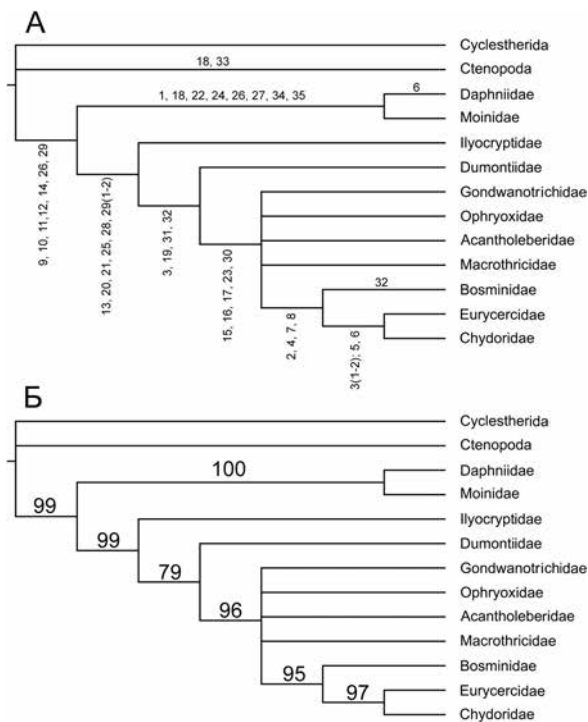 А
Cyclestherida
18, 33
Ctenopoda
1, 18, 22, 24, 26, 27, 34, 35
6
Daphniidae
Moinidae
9, 10, 11,12, 14, 26, 29
Ilyocryptidae
13, 20, 21, 25, 28, 29(1-2)
Dumontiidae
3, 19, 31, 32
Gondwanotrichidae
Ophryoxidae
Acantholeberidae
Macrothricidae
15, 16, 17, 23, 30
32
Bosminidae
2, 4, 7, 8
Eurycercidae
3(1-2); 5, 6
Chydoridae
Б
Cyclestherida
Ctenopoda
100
Daphniidae
Moinidae
99
Ilyocryptidae
99
Dumontiidae
79
Gondwanotrichidae
Ophryoxidae
96
Acantholeberidae
Macrothricidae
Bosminidae
95
Eurycercidae
97
Chydoridae